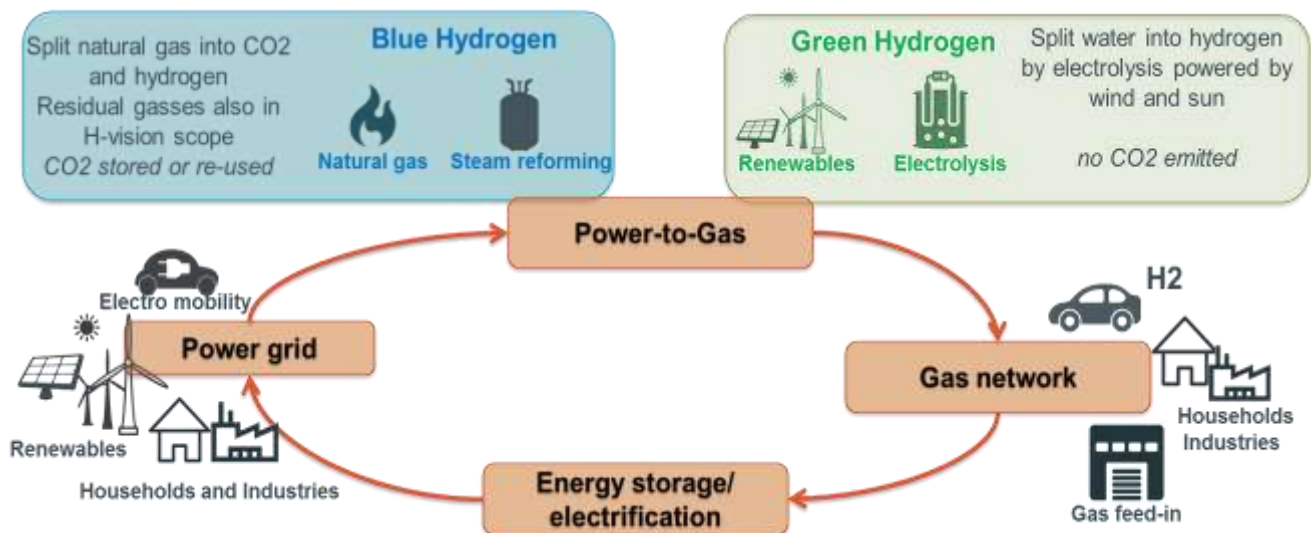 Blue Hydrogen
Split natural gas into CO2
and hydrogen
Residual gasses also in
H-vision scope
CO2 stored or re-used
Natural gas
Steam reforming
Green Hydrogen
Renewables
Electrolysis
Split water into hydrogen
by electrolysis powered by
wind and sun
no CO2 emitted
Power-to-Gas
Electro mobility
Power grid
Renewables
Households and Industries
H2
Gas network
Households
Industries
Gas feed-in
Energy storage/
electrification